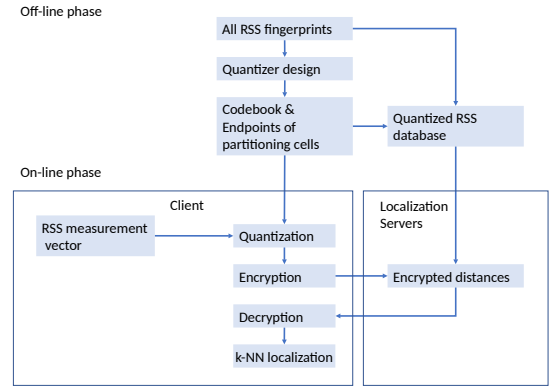 Off-line phase
All RSS fingerprints
Quantizer design
Codebook &
Endpoints of
partitioning cells
Quantized RSS
database
On-line phase
Client
Localization
Servers
RSS measurement
vector
Quantization
Encryption
Encrypted distances
Decryption
k-NN localization